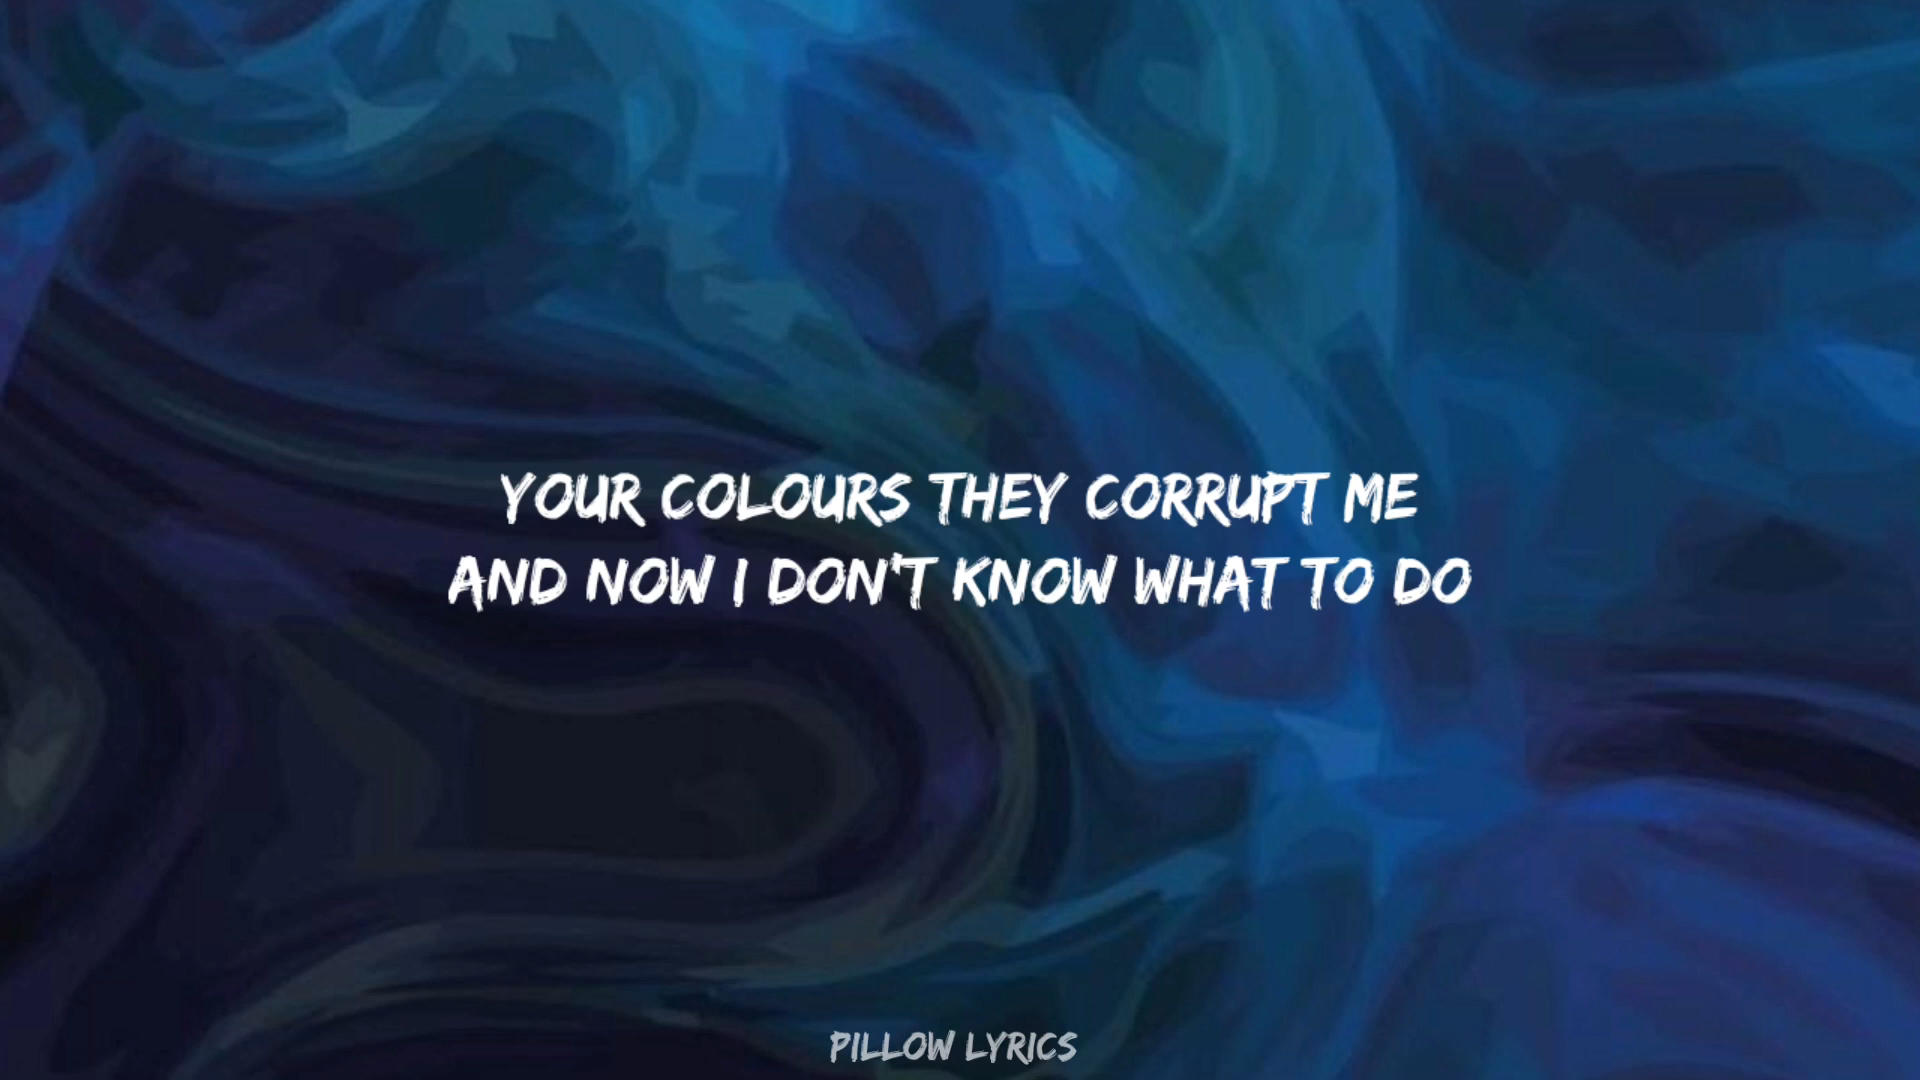 YOUR COLOURS THEY CORRUPT ME
AND NOW I DON'T KNOW WHAT TO DO
PILLOW LYRICS